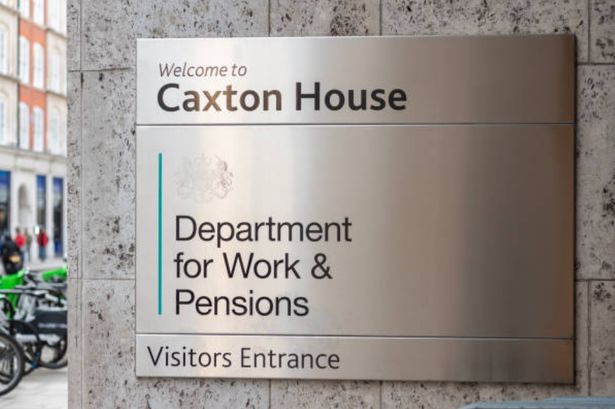 Welcome to
Caxton House
Department
for Work &
Pensions
Visitors Entrance